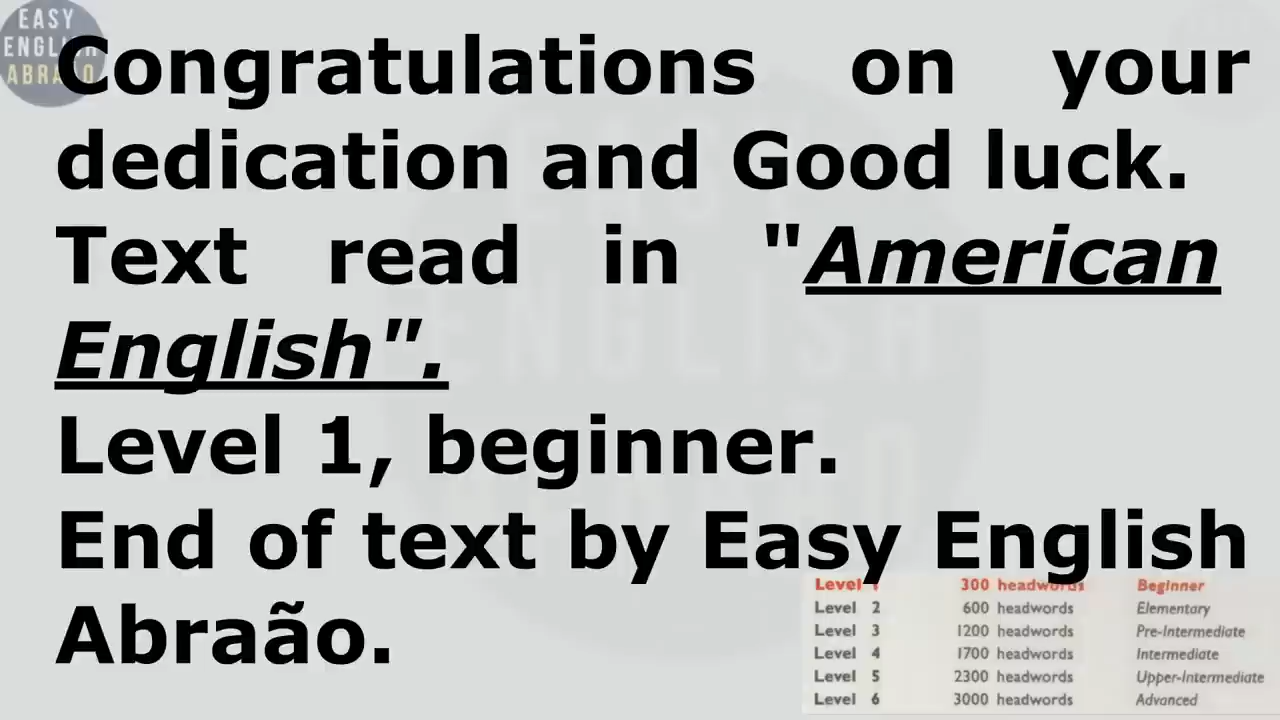 EASY
ENGLISH
ABRAÃO
Congratulations on your
dedication and Good luck.
Text read in "American
English".
Level 1, beginner.
End of text by Easy English
Abraão.
Level 1 300 headwords Beginner
Level 2 600 headwords Elementary
Level 3 1200 headwords Pre-Intermediate
Level 4 1700 headwords Intermediate
Level 5 2300 headwords Upper-Intermediate
Level 6 3000 headwords Advanced